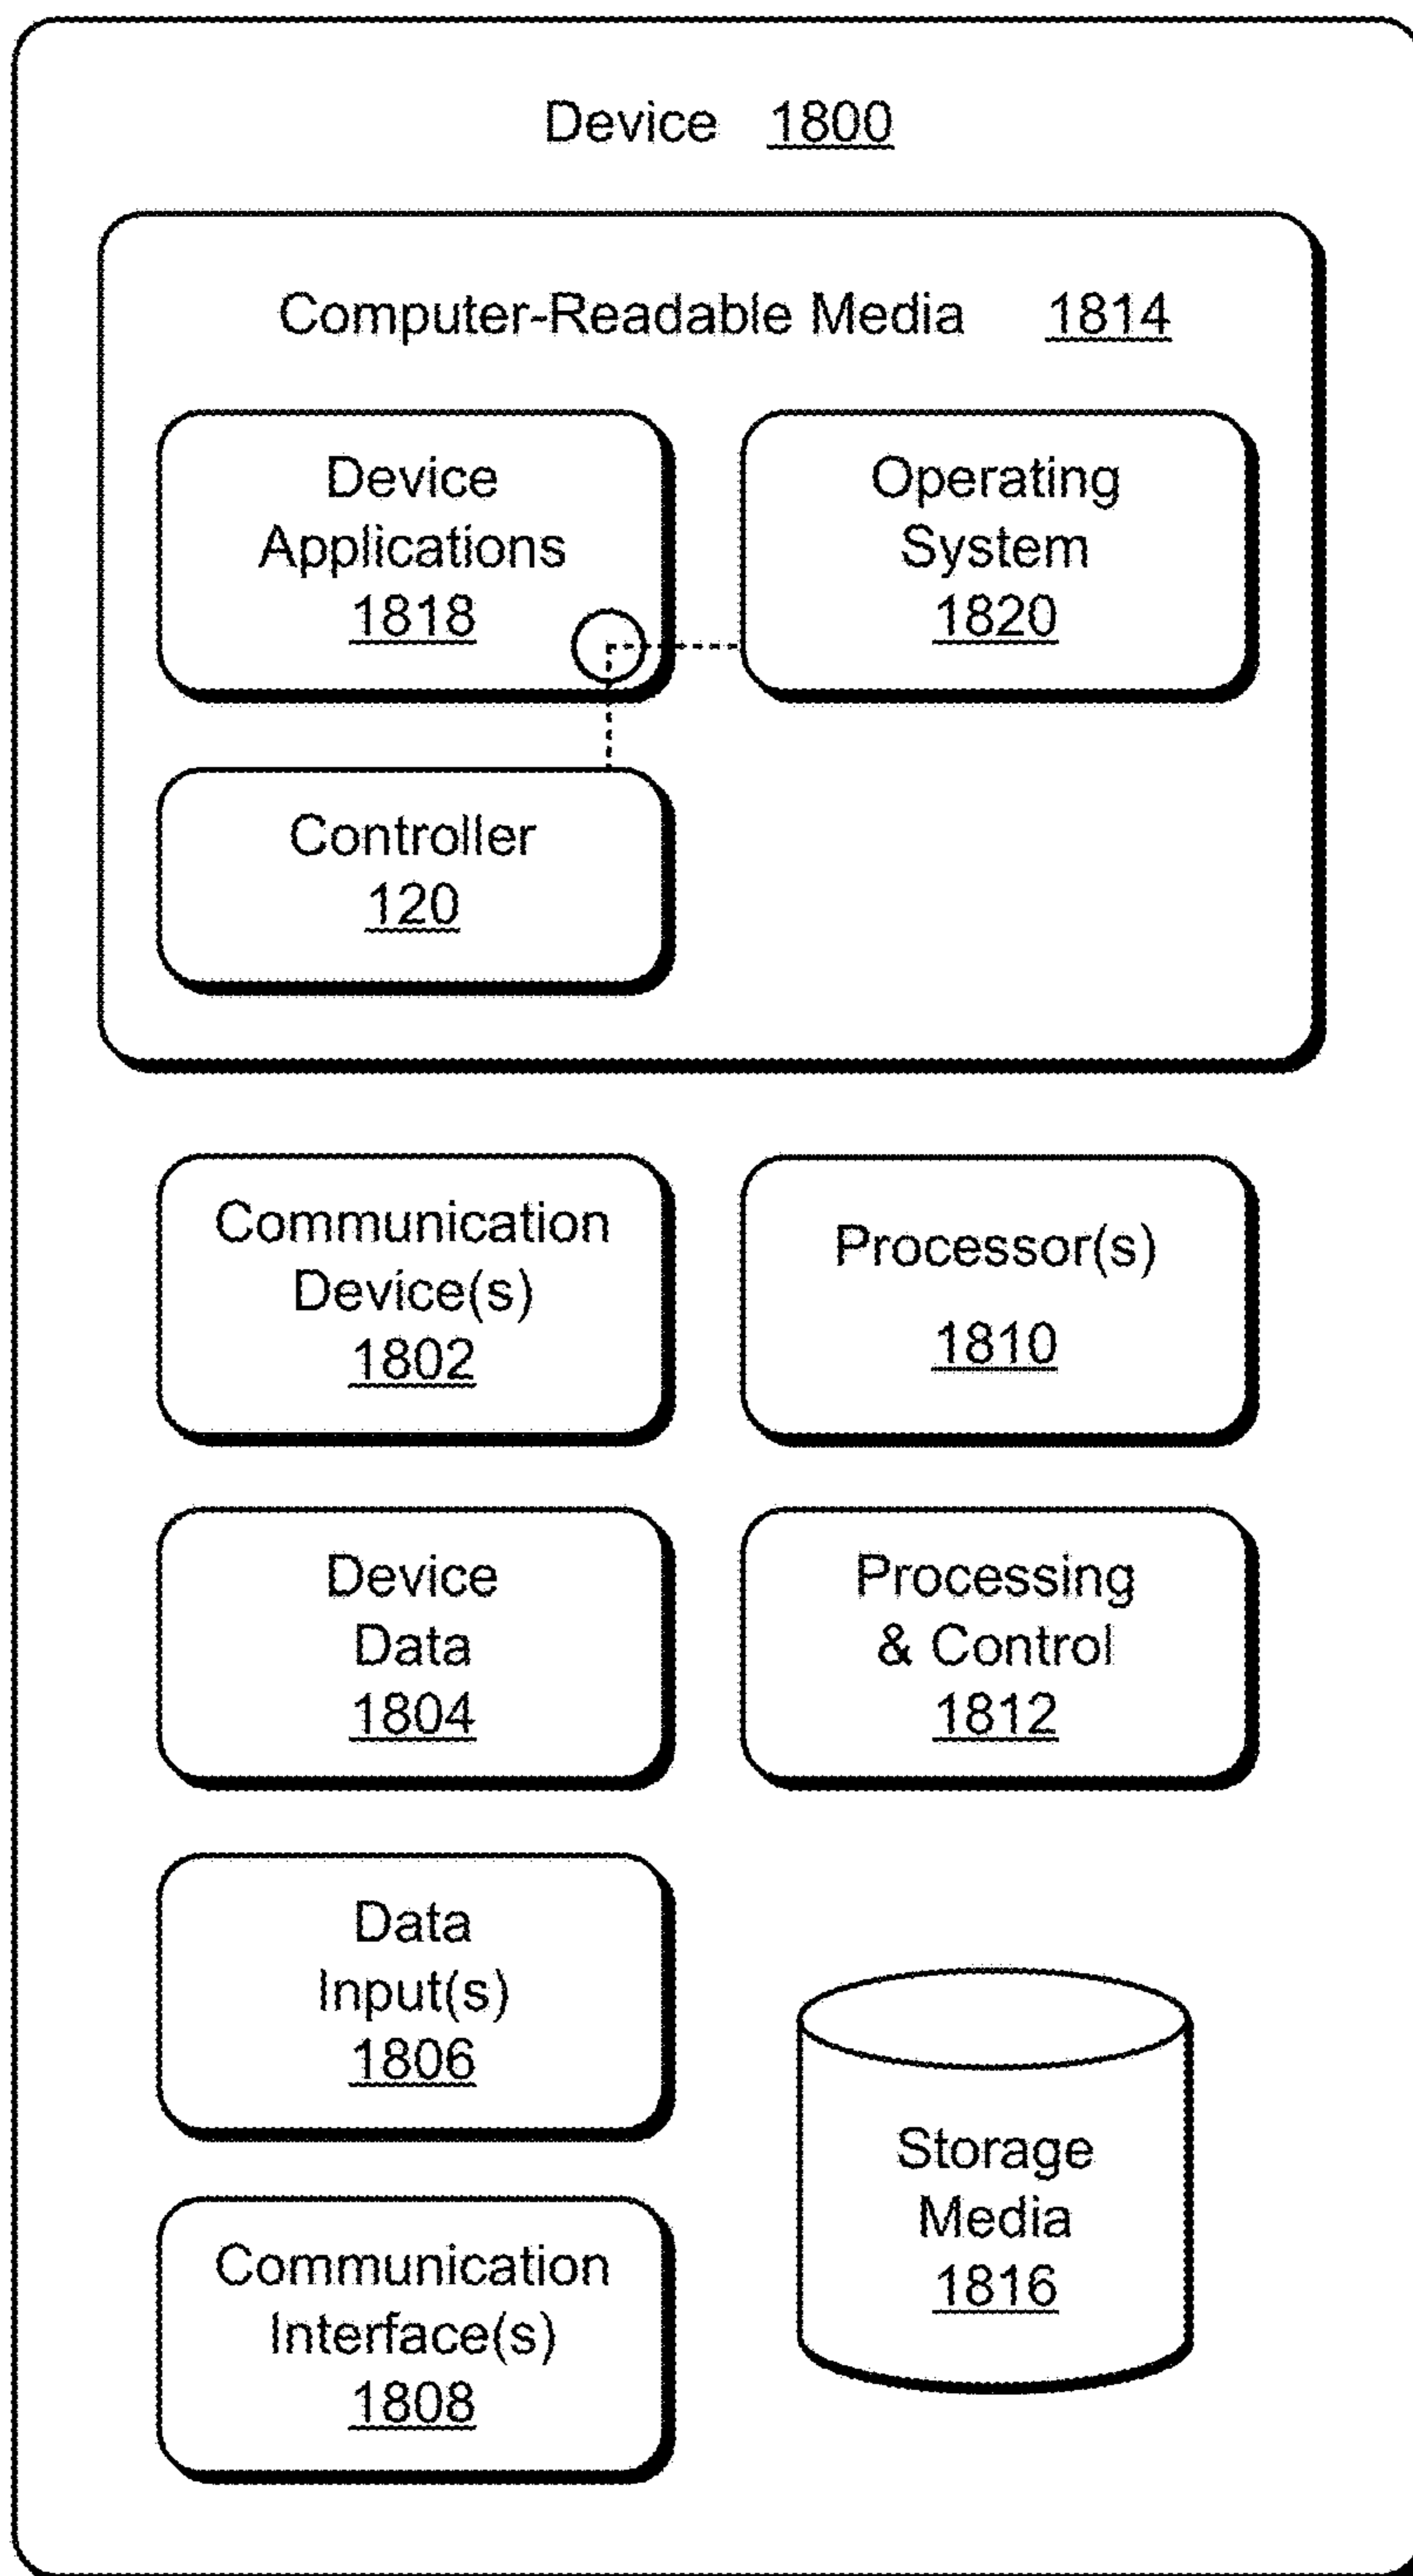 Device 1800
Computer-Readable Media 1814
Device
Applications
1818
Operating
System
1820
Controller
120
Communication
Device(s)
1802
Processor(s)
1810
Device
Data
1804
Processing
& Control
1812
Data
Input(s)
1806
Storage
Media
1816
Communication
Interface(s)
1808